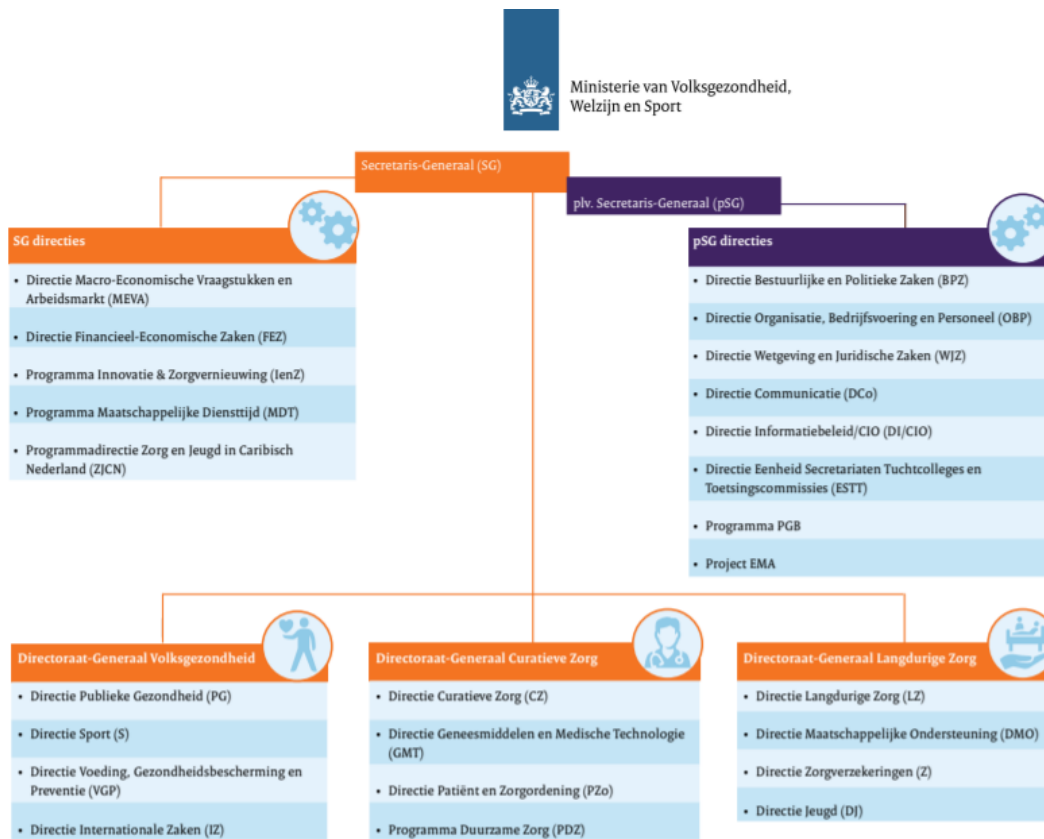 Ministerie van Volksgezondheid,
Welzijn en Sport
Secretaris-Generaal (SG)
plv. Secretaris-Generaal (pSG)
SG directies
• Directie Macro-Economische Vraagstukken en
Arbeidsmarkt (MEVA)
• Directie Financieel-Economische Zaken (FEZ)
• Programma Innovatie & Zorgvernieuwing (IenZ)
• Programma Maatschappelijke Diensttijd (MDT)
• Programmadirectie Zorg en Jeugd in Caribisch
Nederland (ZJCN)
pSG directies
• Directie Bestuurlijke en Politieke Zaken (BPZ)
• Directie Organisatie, Bedrijfsvoering en Personeel (OBP)
• Directie Wetgeving en Juridische Zaken (WJZ)
• Directie Communicatie (DCo)
• Directie Informatiebeleid/CIO (DI/CIO)
• Directie Eenheid Secretariaten Tuchtcolleges en
Toetsingscommissies (ESTT)
• Programma PGB
• Project EMA
Directoraat-Generaal Volksgezondheid
• Directie Publieke Gezondheid (PG)
• Directie Sport (S)
• Directie Voeding, Gezondheidsbescherming en
Preventie (VGP)
• Directie Internationale Zaken (IZ)
Directoraat-Generaal Curatieve Zorg
• Directie Curatieve Zorg (CZ)
• Directie Geneesmiddelen en Medische Technologie
(GMT)
• Directie Patiënt en Zorgordening (PZo)
• Programma Duurzame Zorg (PDZ)
Directoraat-Generaal Langdurige Zorg
• Directie Langdurige Zorg (LZ)
• Directie Maatschappelijke Ondersteuning (DMO)
• Directie Zorgverzekeringen (Z)
• Directie Jeugd (DJ)